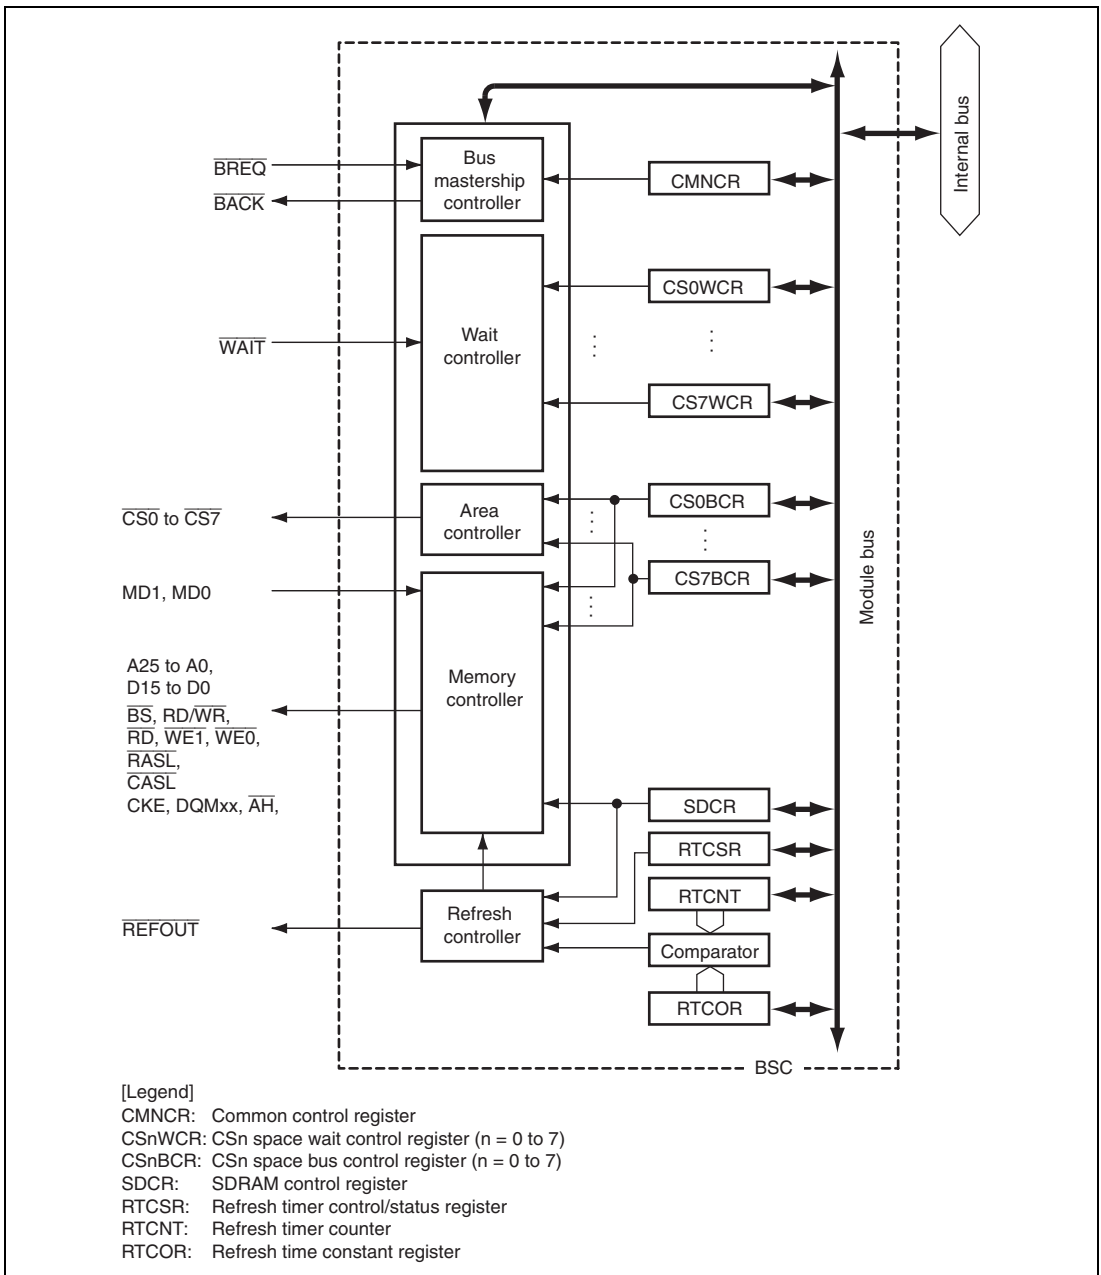 Internal bus
BREQ
BACK
Bus
mastership
controller
CMNCR
CS0WCR
WAIT
Wait
controller
CS7WCR
CS0 to CS7
Area
controller
CS0BCR
CS7BCR
Module bus
MD1, MD0
A25 to A0,
D15 to D0
BS, RD/WR,
RD, WE1, WE0,
RASL,
CASL
CKE, DQMxx, AH,
Memory
controller
SDCR
RTCSR
RTCNT
REFOUT
Refresh
controller
Comparator
RTCOR
BSC
[Legend]
CMNCR: Common control register
CSnWCR: CSn space wait control register (n = 0 to 7)
CSnBCR: CSn space bus control register (n = 0 to 7)
SDCR: SDRAM control register
RTCSR: Refresh timer control/status register
RTCNT: Refresh timer counter
RTCOR: Refresh time constant register